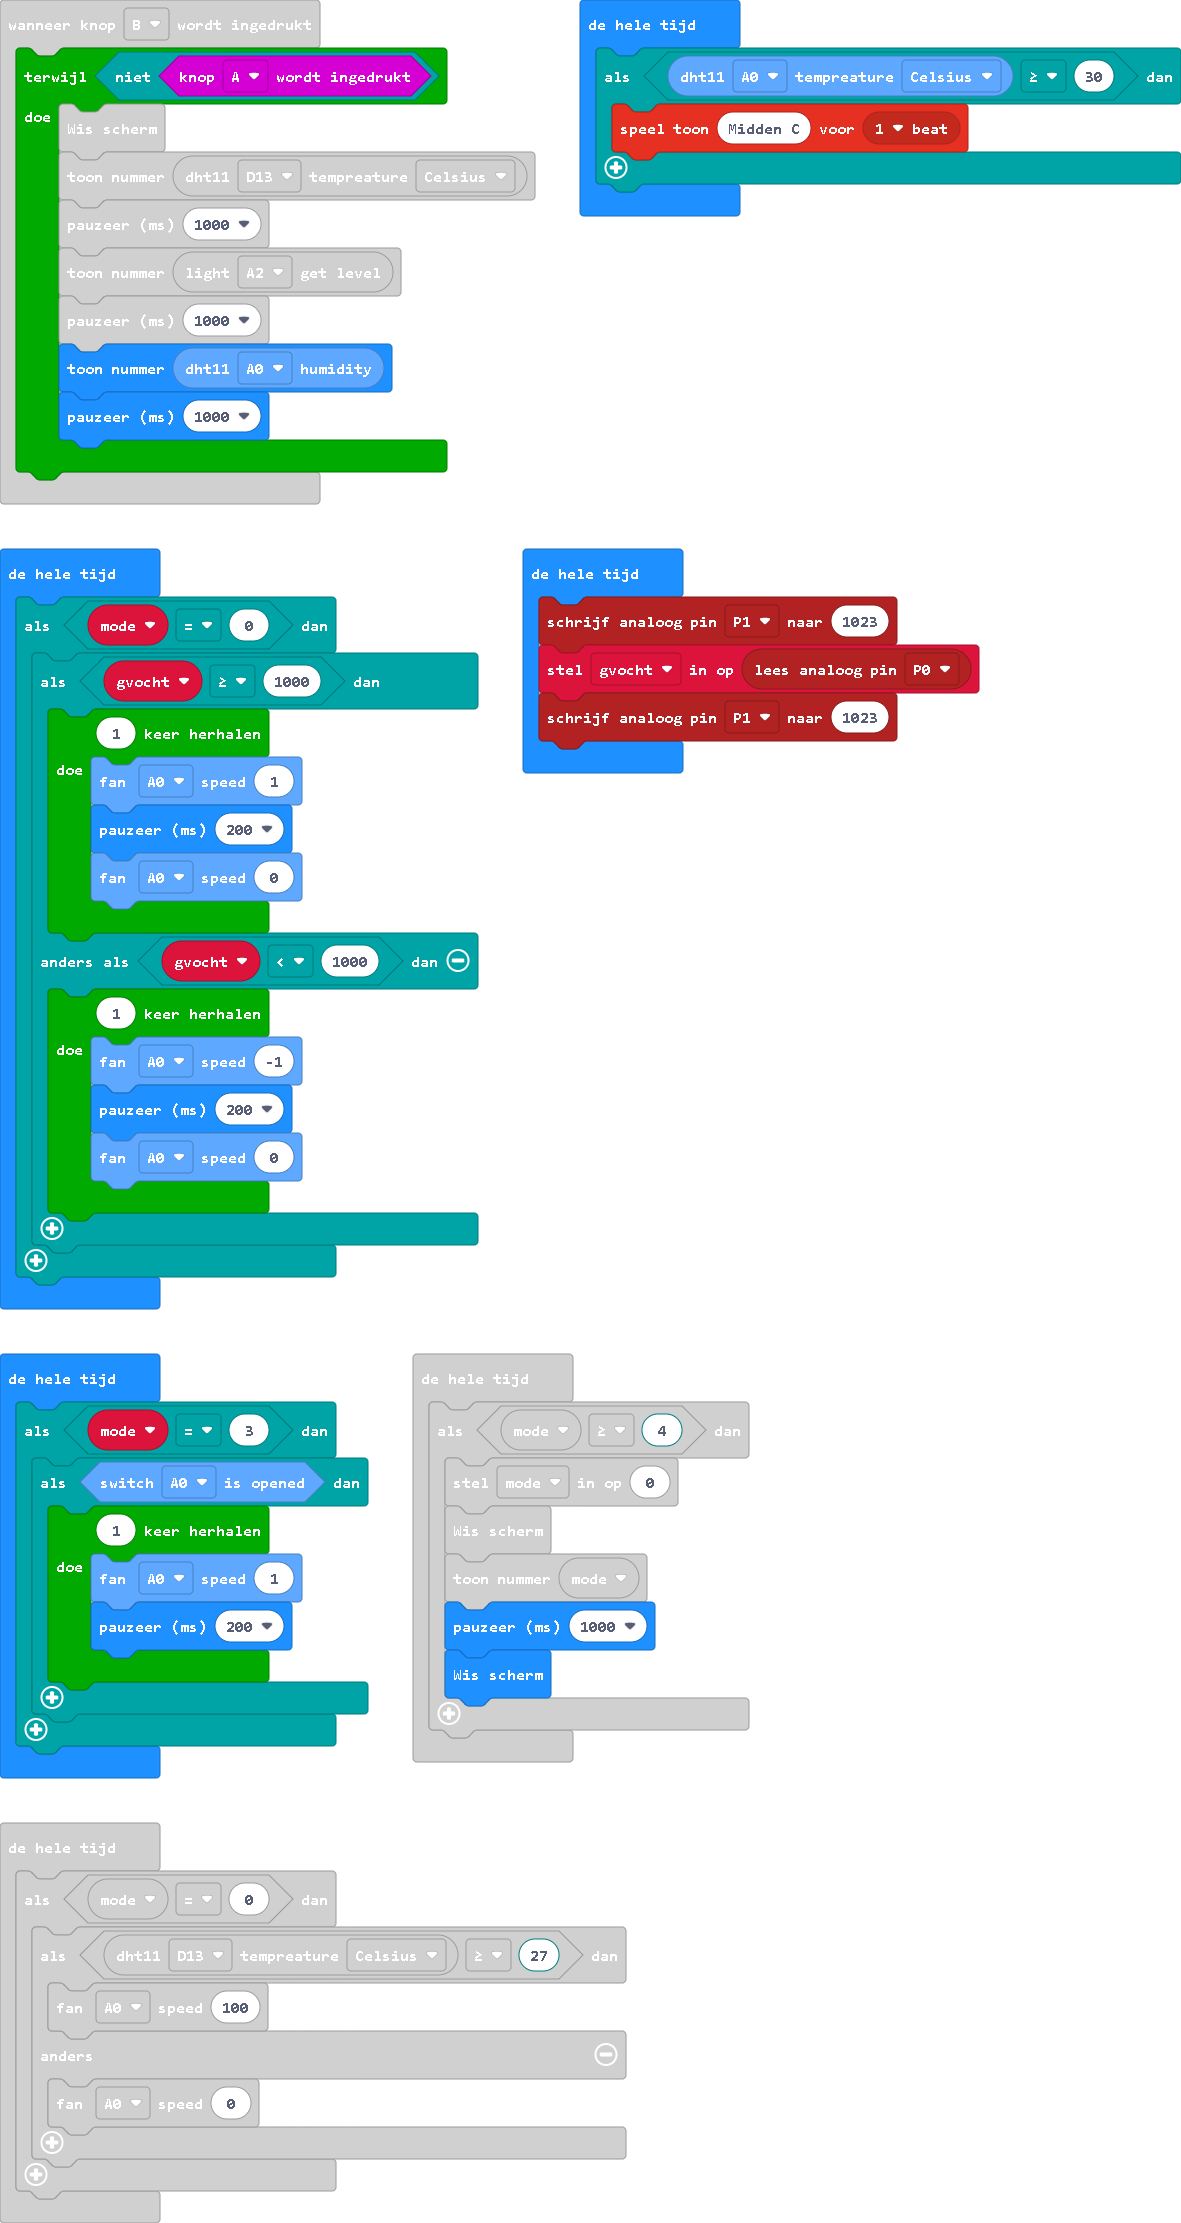 wanneer knop B wordt ingedrukt
terwijl niet knop A wordt ingedrukt
doe
Wis scherm
toon nummer dht11 D13 tempreature Celsius
pauzeer (ms) 1000
toon nummer light A2 get level
pauzeer (ms) 1000
toon nummer dht11 A0 humidity
pauzeer (ms) 1000
de hele tijd
als dht11 A0 tempreature Celsius ≥ 30 dan
speel toon Midden C voor 1 beat
de hele tijd
als mode = 0 dan
als gvocht ≥ 1000 dan
1 keer herhalen
doe
fan A0 speed 1
pauzeer (ms) 200
fan A0 speed 0
anders als gvocht < 1000 dan
1 keer herhalen
doe
fan A0 speed -1
pauzeer (ms) 200
fan A0 speed 0
de hele tijd
schrijf analoog pin P1 naar 1023
stel gvocht in op lees analoog pin P0
schrijf analoog pin P1 naar 1023
de hele tijd
als mode = 3 dan
als switch A0 is opened dan
1 keer herhalen
doe
fan A0 speed 1
pauzeer (ms) 200
de hele tijd
als mode ≥ 4 dan
stel mode in op 0
Wis scherm
toon nummer mode
pauzeer (ms) 1000
Wis scherm
de hele tijd
als mode = 0 dan
als dht11 D13 tempreature Celsius ≥ 27 dan
fan A0 speed 100
anders
fan A0 speed 0